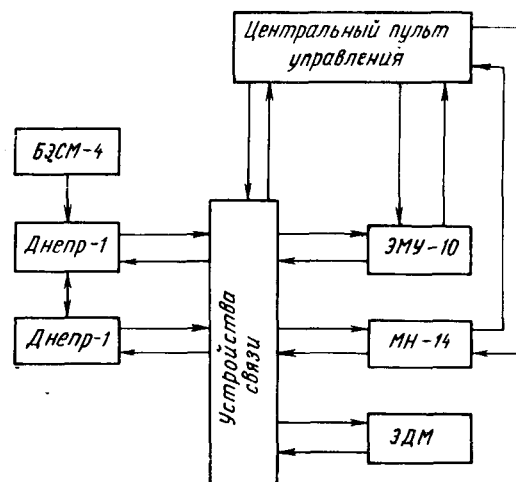 Центральный пульт
управления
БЭСМ-4
Днепр-1
ЭМУ-10
Днепр-1
Устройства
связи
МН-14
ЭДМ